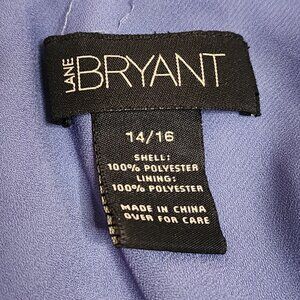 LANE BRYANT
14/16
SHELL:
100% POLYESTER
LINING:
100% POLYESTER
MADE IN CHINA
OVER FOR CARE